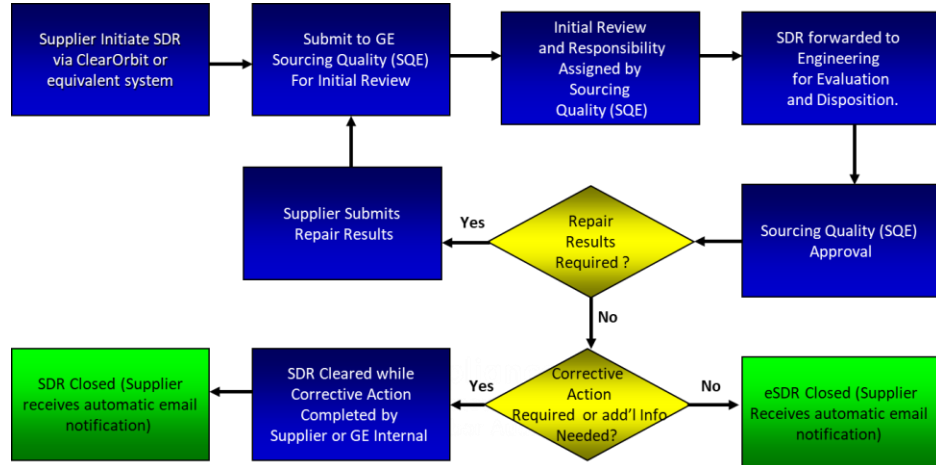 Supplier Initiate SDR
via ClearOrbit or
equivalent system
Submit to GE
Sourcing Quality (SQE)
For Initial Review
Initial Review
and Responsibility
Assigned by
Sourcing
Quality (SQE)
SDR forwarded to
Engineering
for Evaluation
and Disposition.
Supplier Submits
Repair Results
Yes
Repair
Results
Required ?
Sourcing Quality (SQE)
Approval
No
SDR Closed (Supplier
receives automatic email
notification)
SDR Cleared while
Corrective Action
Completed by
Supplier or GE Internal
Yes
Corrective
Action
Required or add'l Info
Needed?
No
eSDR Closed (Supplier
Receives automatic email
notification)